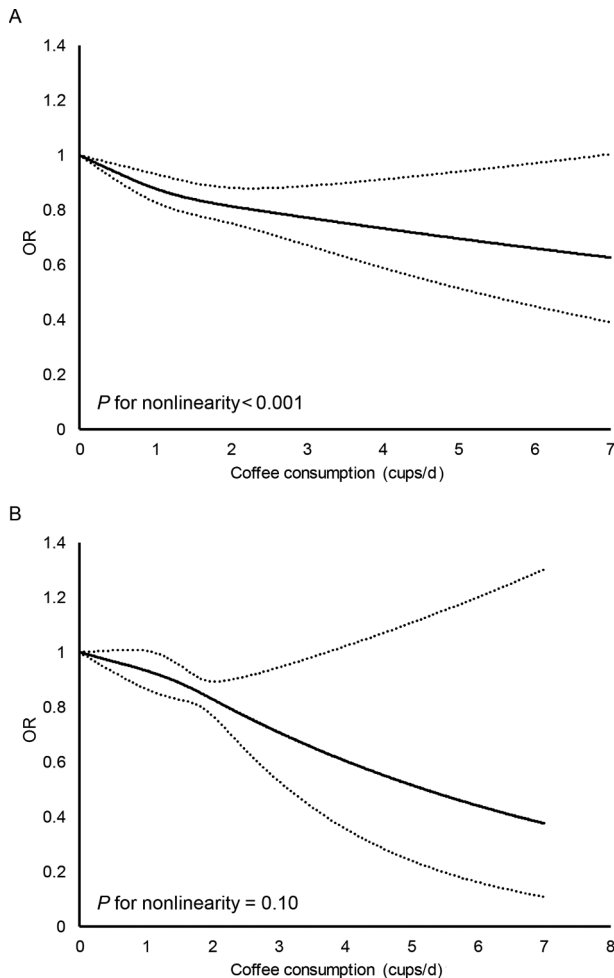 A
1.4
1.2
1
0.8
0.6
0.4
0.2
0
OR
P for nonlinearity < 0.001
0 1 2 3 4 5 6 7
Coffee consumption (cups/d)
B
1.4
1.2
1
0.8
0.6
0.4
0.2
0
OR
P for nonlinearity = 0.10
0 1 2 3 4 5 6 7 8
Coffee consumption (cups/d)